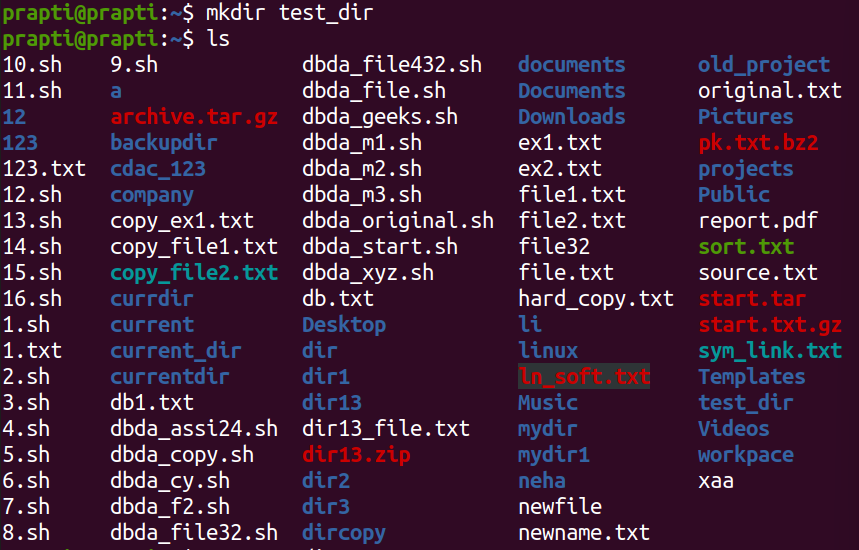 prapti@prapti:~$ mkdir test_dir
prapti@prapti:~$ ls
10.sh 9.sh dbda_file432.sh documents old_project
11.sh a dbda_file.sh Documents original.txt
12 archive.tar.gz dbda_geeks.sh Downloads Pictures
123 backupdir dbda_m1.sh ex1.txt pk.txt.bz2
123.txt cdac_123 dbda_m2.sh ex2.txt projects
12.sh company dbda_m3.sh file1.txt Public
13.sh copy_ex1.txt dbda_original.sh file2.txt report.pdf
14.sh copy_file1.txt dbda_start.sh file32 sort.txt
15.sh copy_file2.txt dbda_xyz.sh file.txt source.txt
16.sh currdir db.txt hard_copy.txt start.tar
1.sh current Desktop li start.txt.gz
1.txt current_dir dir linux sym_link.txt
2.sh currentdir dir1 ln_soft.txt Templates
3.sh db1.txt dir13 Music test_dir
4.sh dbda_assi24.sh dir13_file.txt mydir Videos
5.sh dbda_copy.sh dir13.zip mydir1 workpace
6.sh dbda_cy.sh dir2 neha xaa
7.sh dbda_f2.sh dir3 newfile
8.sh dbda_file32.sh dircopy newname.txt